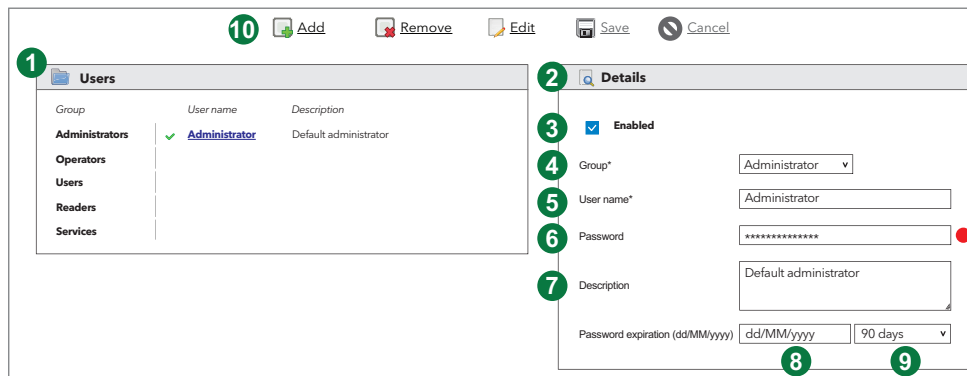 10 Add Remove Edit Save Cancel
1 Users
Group User name Description
Administrators Administrator Default administrator
Operators
Users
Readers
Services
2 Details
3 Enabled
4 Group* Administrator
5 User name* Administrator
6 Password **************
7 Description Default administrator
Password expiration (dd/MM/yyyy) dd/MM/yyyy 90 days
8 9